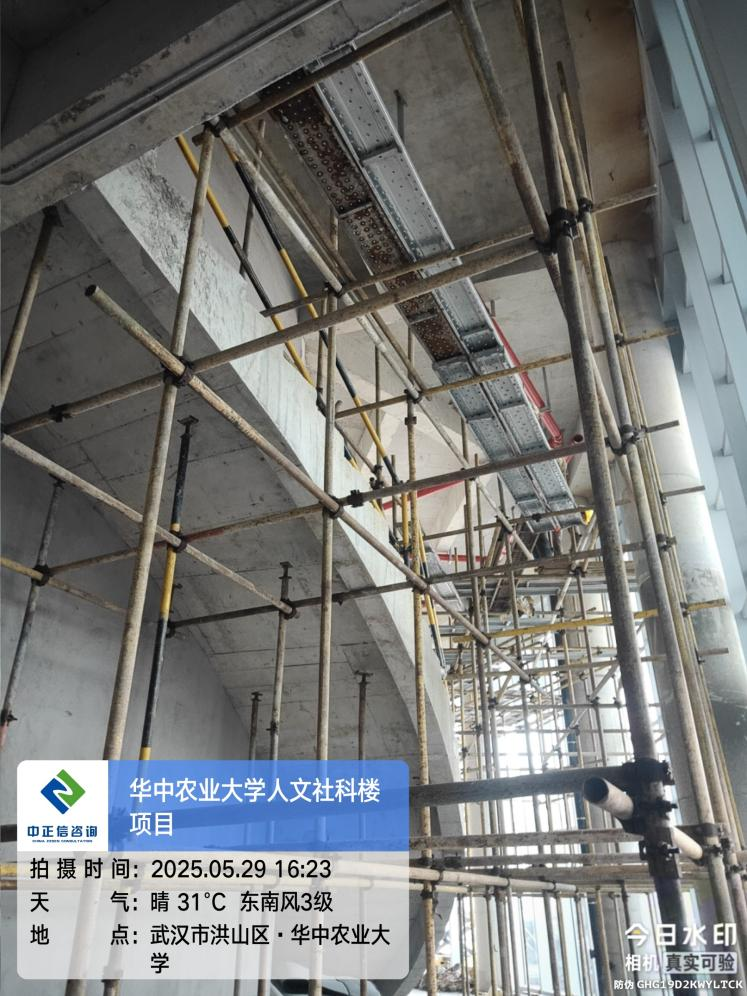 中正信咨询
CHINA ZEXIN CONSULTATION
华中农业大学人文社科楼
项目
拍摄时间：2025.05.29 16:23
天气：晴 31℃ 东南风3级
地点：武汉市洪山区·华中农业大
学
今日水印
相机 真实可验
防伪 GHG19D2KWYLTCK